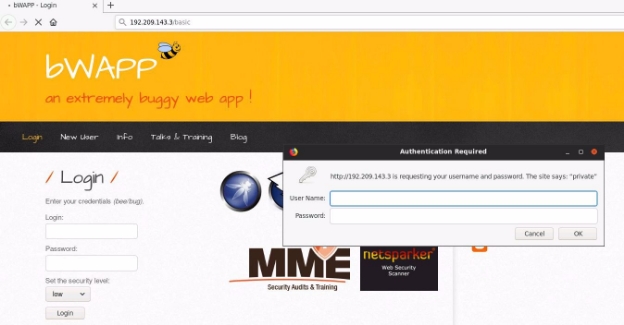 bWAPP - Login
192.209.143.3/basic
bWAPP
an extremely buggy web app !
Login New User Info Talks & Training Blog
Authentication Required
http://192.209.143.3 is requesting your username and password. The site says: "private"
User Name:
Password:
Cancel OK
/ Login /
Enter your credentials (bee/bug).
Login:
Password:
Set the security level:
low
Login
MME
Security Audits & Training
netsparker
Web Security
Scanner